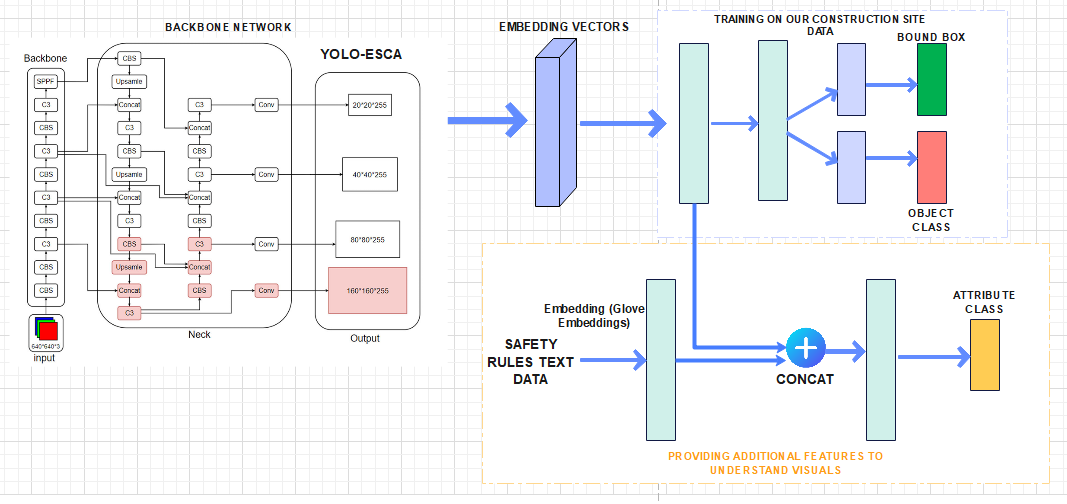 BACKBONE NETWORK
YOLO-ESCA
Backbone
SPPF
C3
CBS
C3
CBS
C3
CBS
C3
CBS
CBS
640*640*3
input
CBS
Upsamle
Concat
C3
CBS
Upsamle
Concat
C3
CBS
Upsamle
Concat
C3
C3
Concat
CBS
C3
Concat
CBS
C3
Concat
CBS
Neck
Conv
Conv
Conv
Conv
20*20*255
40*40*255
80*80*255
160*160*255
Output
EMBEDDING VECTORS
TRAINING ON OUR CONSTRUCTION SITE
DATA
BOUND BOX
OBJECT
CLASS
Embedding (Glove
Embeddings)
SAFETY
RULES TEXT
DATA
CONCAT
ATTRIBUTE
CLASS
PROVIDING ADDITIONAL FEATURES TO
UNDERSTAND VISUALS